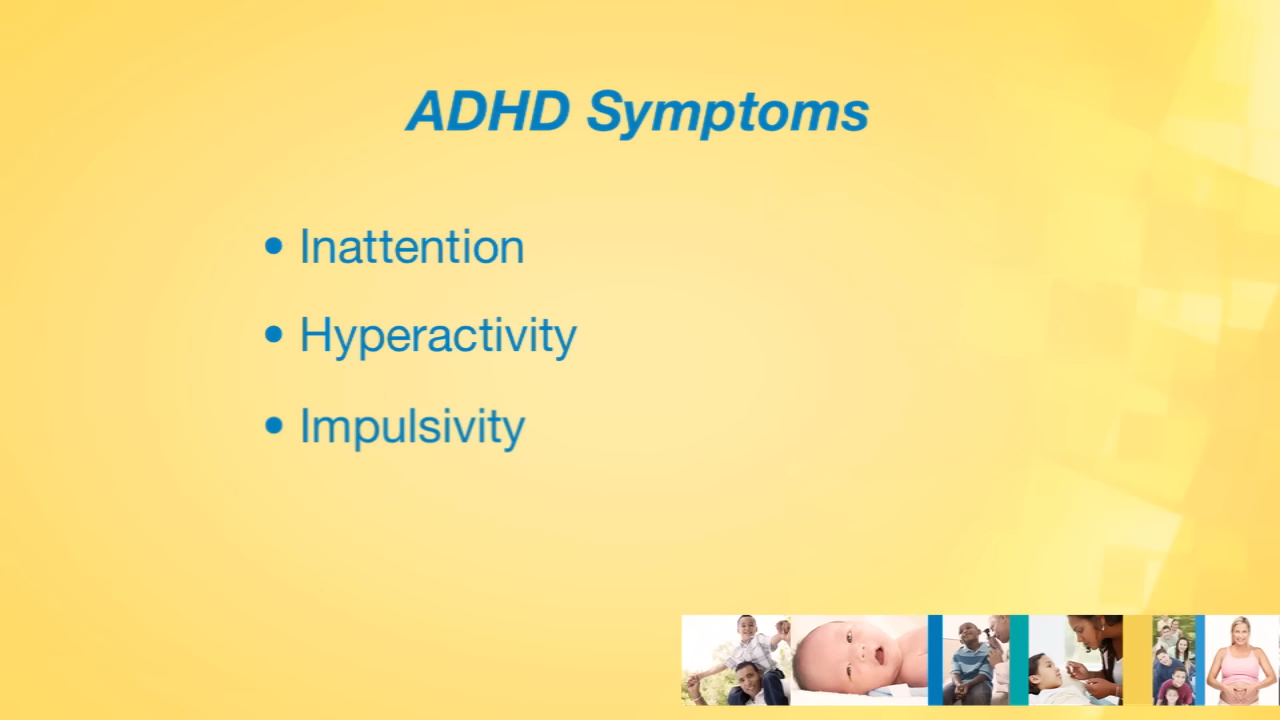 ADHD Symptoms
• Inattention
• Hyperactivity
• Impulsivity